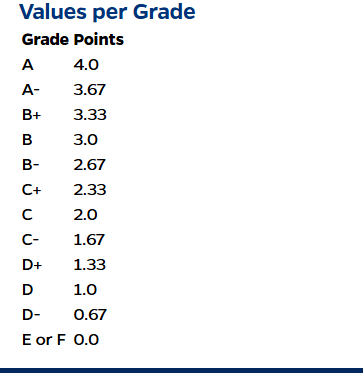 Values per Grade
Grade Points
A 4.0
A- 3.67
B+ 3.33
B 3.0
B- 2.67
C+ 2.33
C 2.0
C- 1.67
D+ 1.33
D 1.0
D- 0.67
E or F 0.0